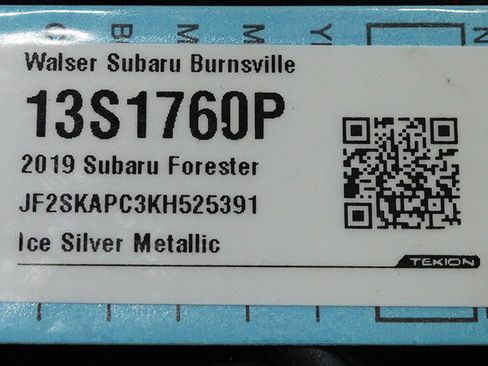 Walser Subaru Burnsville
13S1760P
2019 Subaru Forester
JF2SKAPC3KH525391
Ice Silver Metallic
TEKION